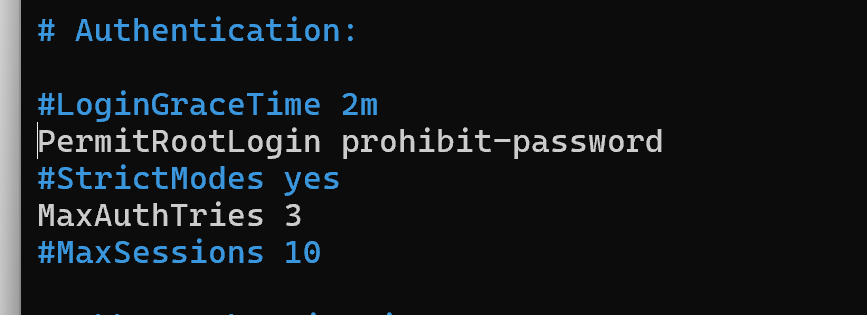 # Authentication:
#LoginGraceTime 2m
PermitRootLogin prohibit-password
#StrictModes yes
MaxAuthTries 3
#MaxSessions 10